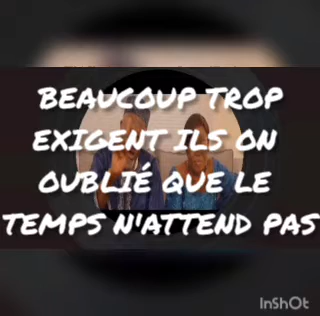 BEAUCOUP TROP
EXIGENT ILS ON
OUBLIÉ QUE LE
TEMPS N'ATTEND PAS
InShOt